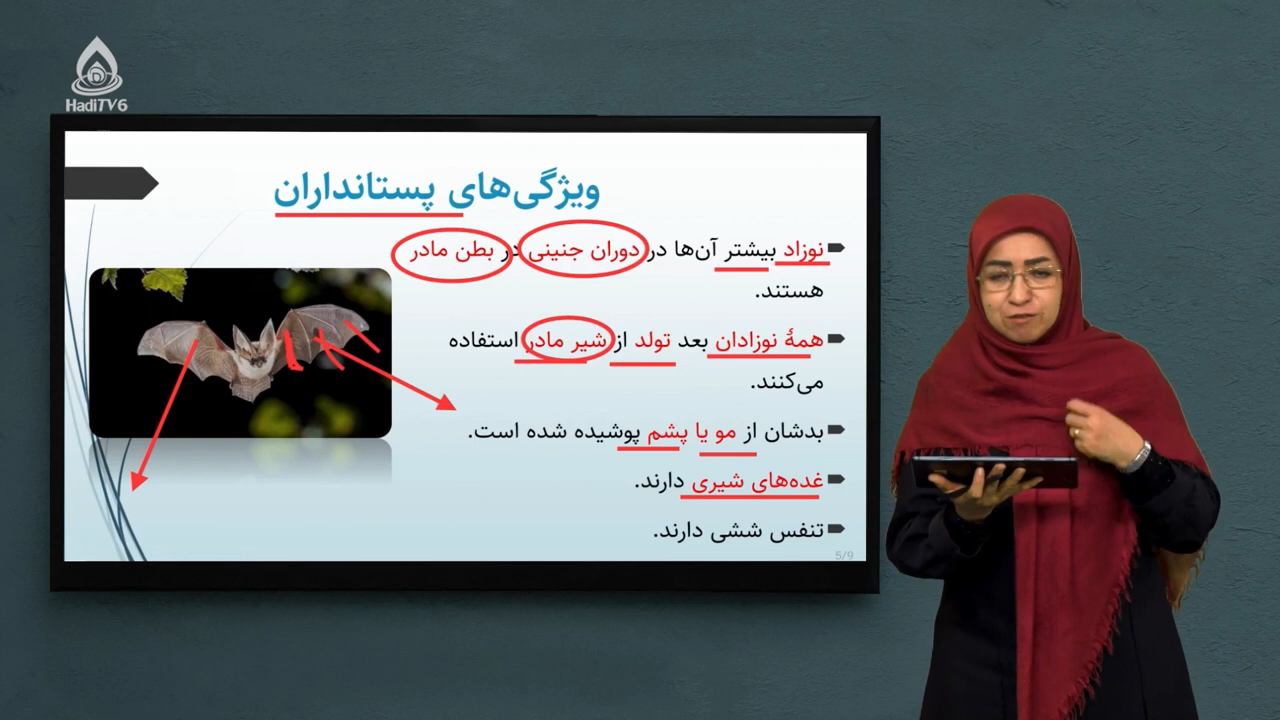 HadiTV6
ویژگی‌های پستانداران
نوزاد بیشتر آن‌ها در دوران جنینی در بطن مادر
هستند.
همهٔ نوزادان بعد تولد از شیر مادر استفاده
می‌کنند.
بدشان از مو یا پشم پوشیده شده است.
غده‌های شیری دارند.
تنفس ششی دارند.
5/9